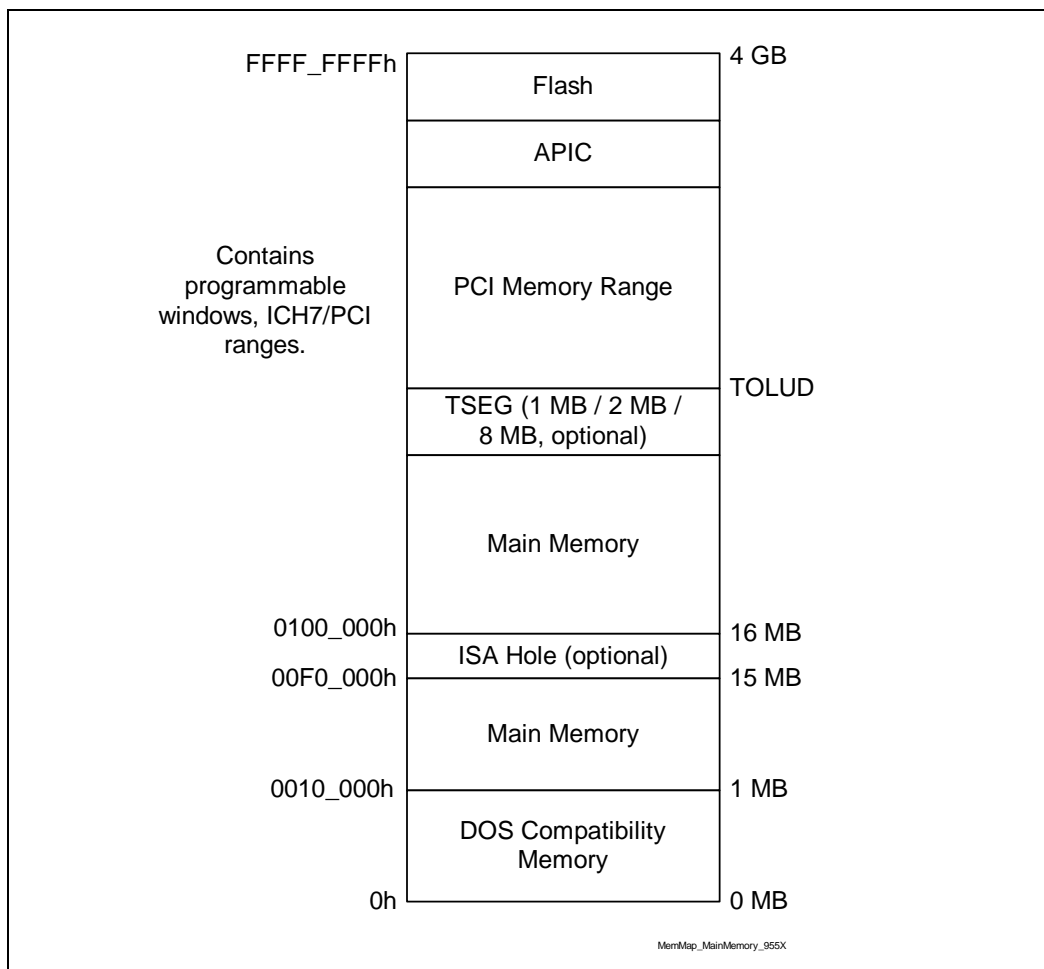 FFFF_FFFFh
4 GB
Flash
APIC
Contains
programmable
windows, ICH7/PCI
ranges.
PCI Memory Range
TOLUD
TSEG (1 MB / 2 MB /
8 MB, optional)
Main Memory
0100_000h
16 MB
ISA Hole (optional)
00F0_000h
15 MB
Main Memory
0010_000h
1 MB
DOS Compatibility
Memory
0h
0 MB
MemMap_MainMemory_955X